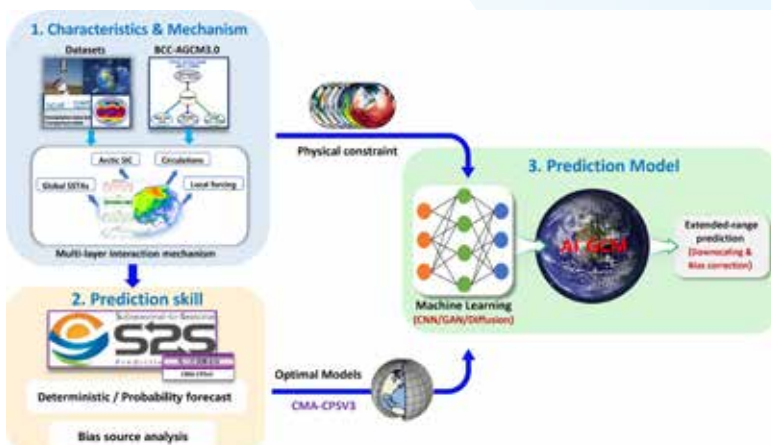 1. Characteristics & Mechanism
Datasets
BCC-AGCM3.0
Arctic SIC
Circulations
Global SSTAs
Local forcing
Multi-layer interaction mechanism
2. Prediction skill
S2S
CMA-CPSv3
Deterministic / Probability forecast
Bias source analysis
Physical constraint
Optimal Models
CMA-CPSV3
3. Prediction Model
Machine Learning
(CNN/GAN/Diffusion)
AI GCM
Extended-range
prediction
(Downscaling &
Bias correction)